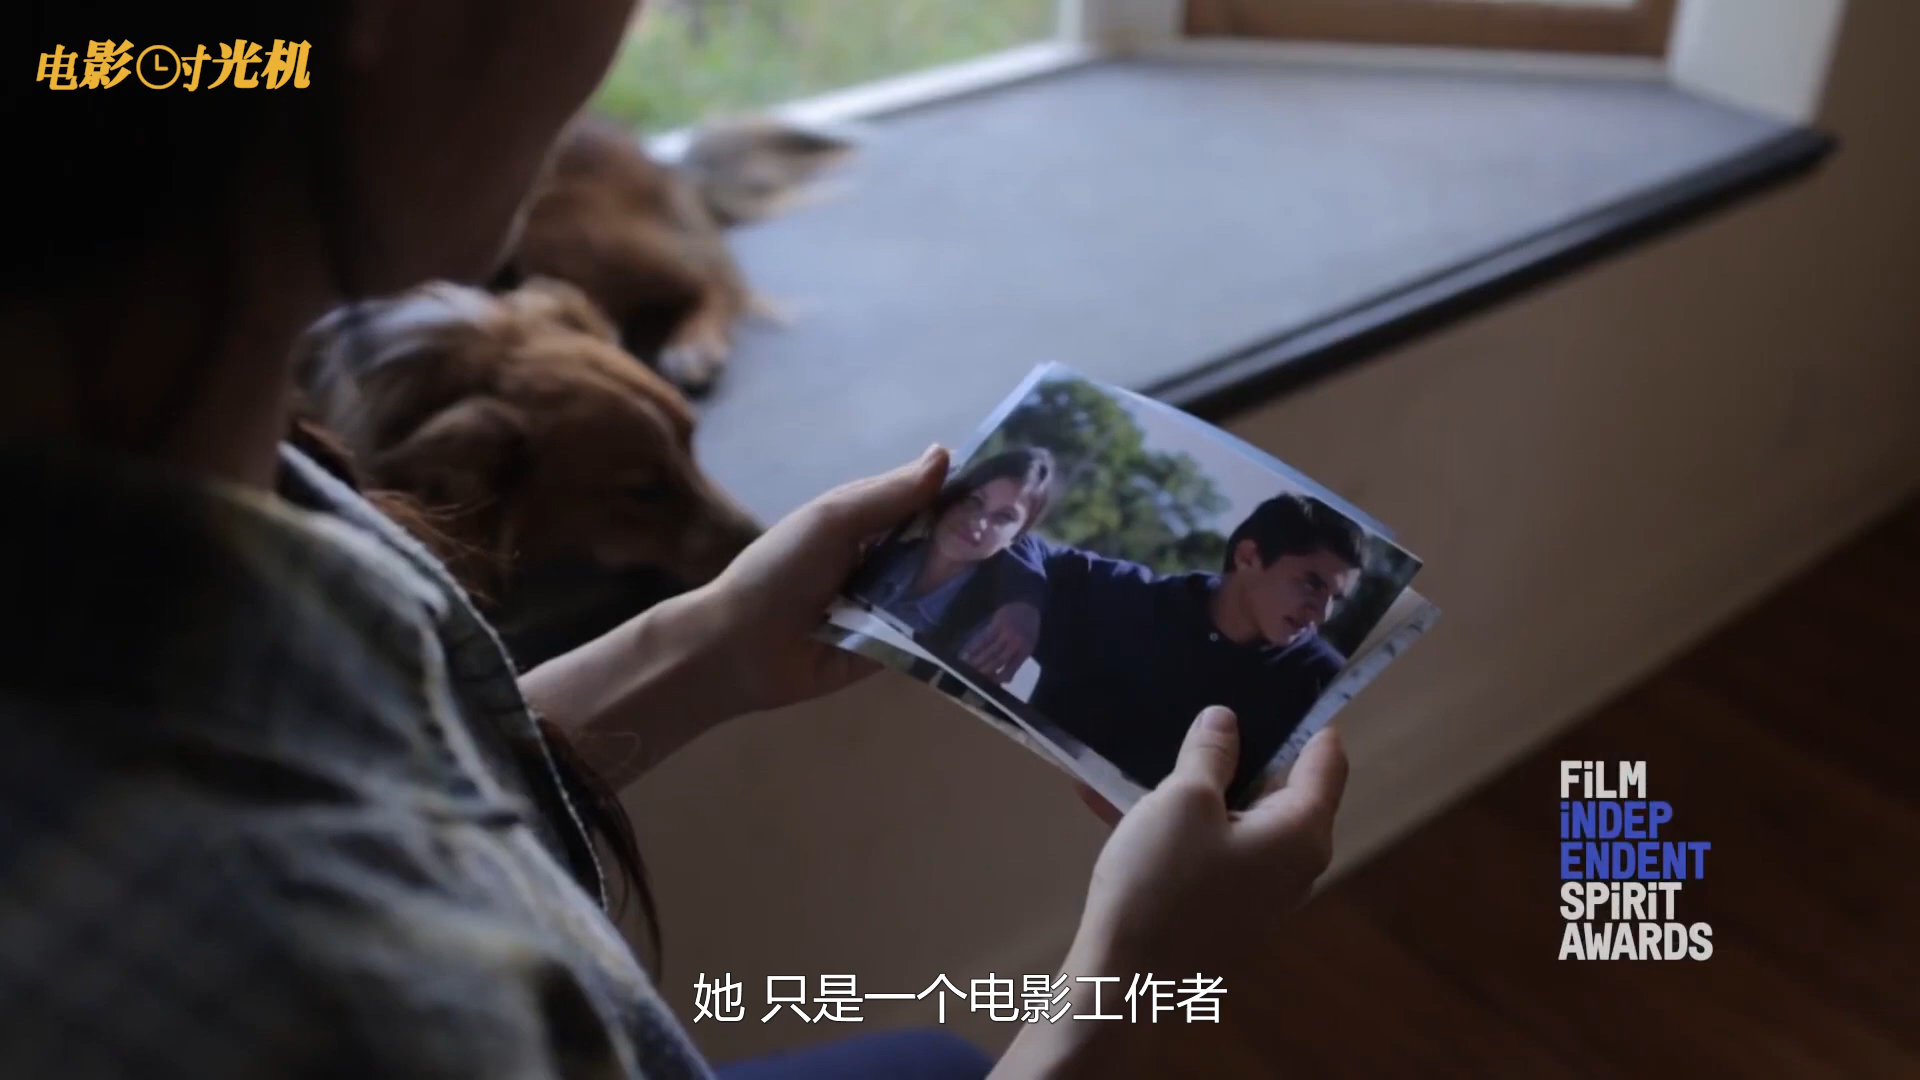 电影时光机
FiLM
iNDEP
ENDENT
SPiRiT
AWARDS
她 只是一个电影工作者